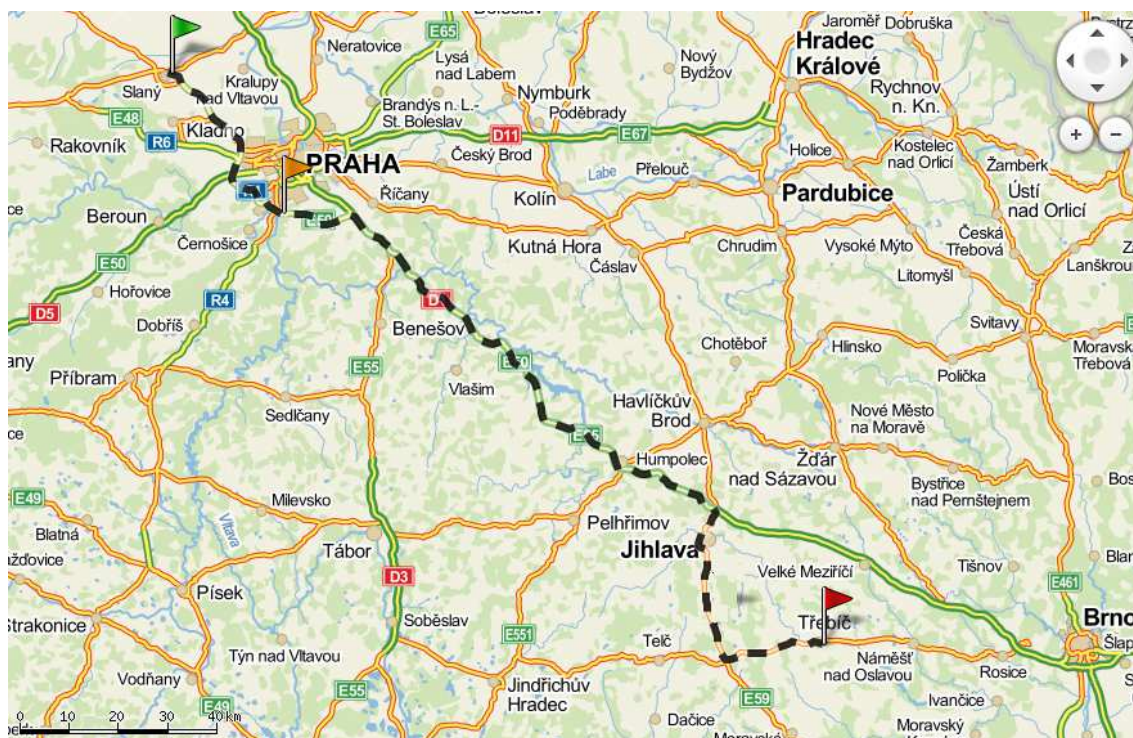 Boleslav
Jaroměř
Dobruška
Neratovice
E65
Lysá
nad Labem
Nový
Bydžov
Hradec
Králové
Slaný
Kralupy
nad Vltavou
Nymburk
Rychnov
n. Kn.
E48
Brandýs n. L.-
St. Boleslav
Poděbrady
Kladno
D11
E67
Rakovník
R6
Kostelec
nad Orlicí
Český Brod
Holice
Žamberk
PRAHA
Labe
Přelouč
Říčany
Kolín
Pardubice
Ústí
nad Orlicí
Beroun
E50
Černošice
Kutná Hora
Chrudim
Vysoké Mýto
Česká
Třebová
Čáslav
Lanškroun
E50
Litomyšl
Hořovice
R4
D5
Dobříš
Benešov
Svitavy
Chotěboř
Hlinsko
Moravská
Třebová
E55
E50
Příbram
Vlašim
Polička
Sedlčany
Havlíčkův
Brod
Nové Město
na Moravě
Humpolec
Žďár
nad Sázavou
E49
Milevsko
Bystřice
nad Pernštejnem
Vltava
Blatná
Pelhřimov
Tábor
Jihlava
D3
Velké Meziříčí
Tišnov
Písek
E461
Třebíč
Strakonice
Soběslav
Brno
E551
Telč
Týn nad Vltavou
Náměšť
nad Oslavou
Rosice
Vodňany
E55
Jindřichův
Hradec
E59
Ivančice
E49
Dačice
Moravský
0 10 20 30 40 km